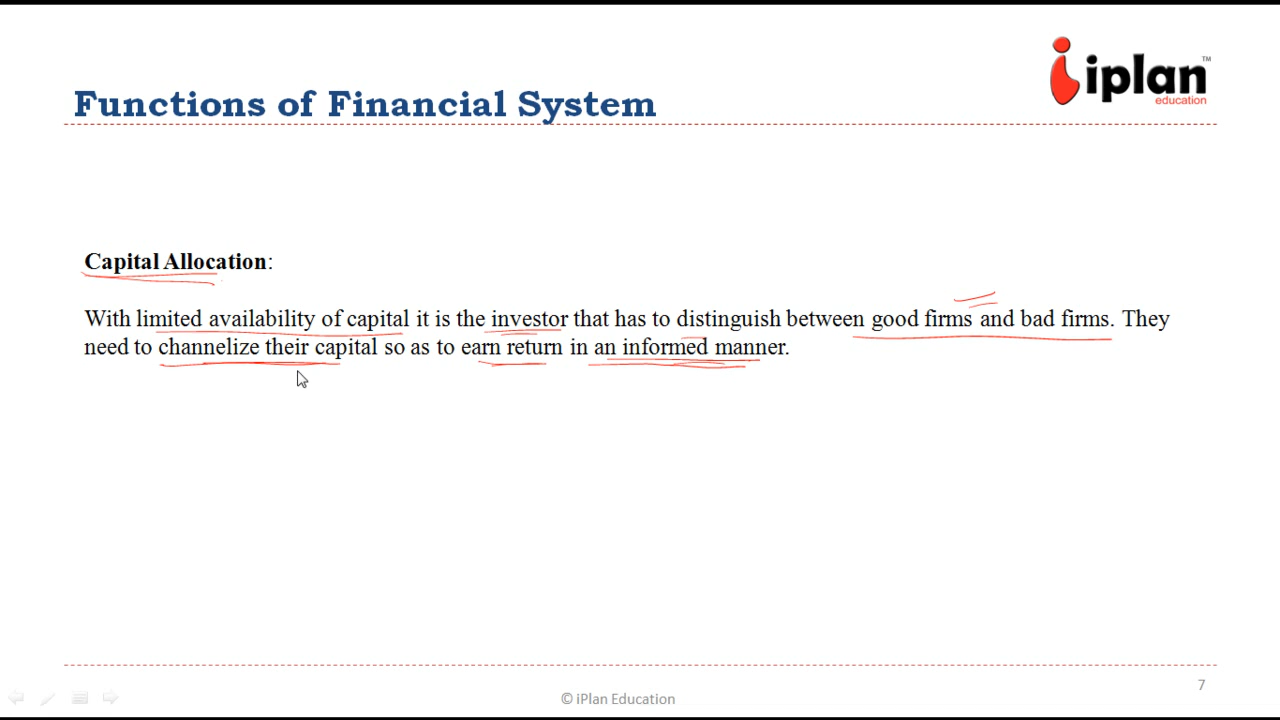 iplan™
education
Functions of Financial System
Capital Allocation:
With limited availability of capital it is the investor that has to distinguish between good firms and bad firms. They
need to channelize their capital so as to earn return in an informed manner.
© iPlan Education
7